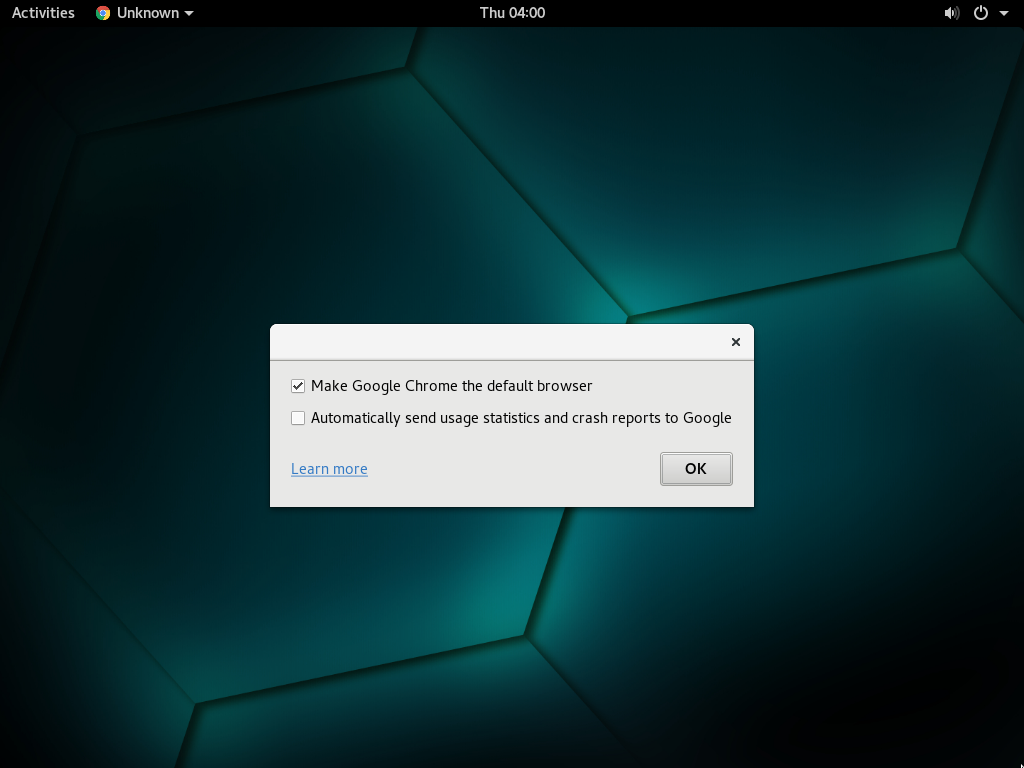 Activities Unknown Thu 04:00
Make Google Chrome the default browser
Automatically send usage statistics and crash reports to Google
Learn more OK